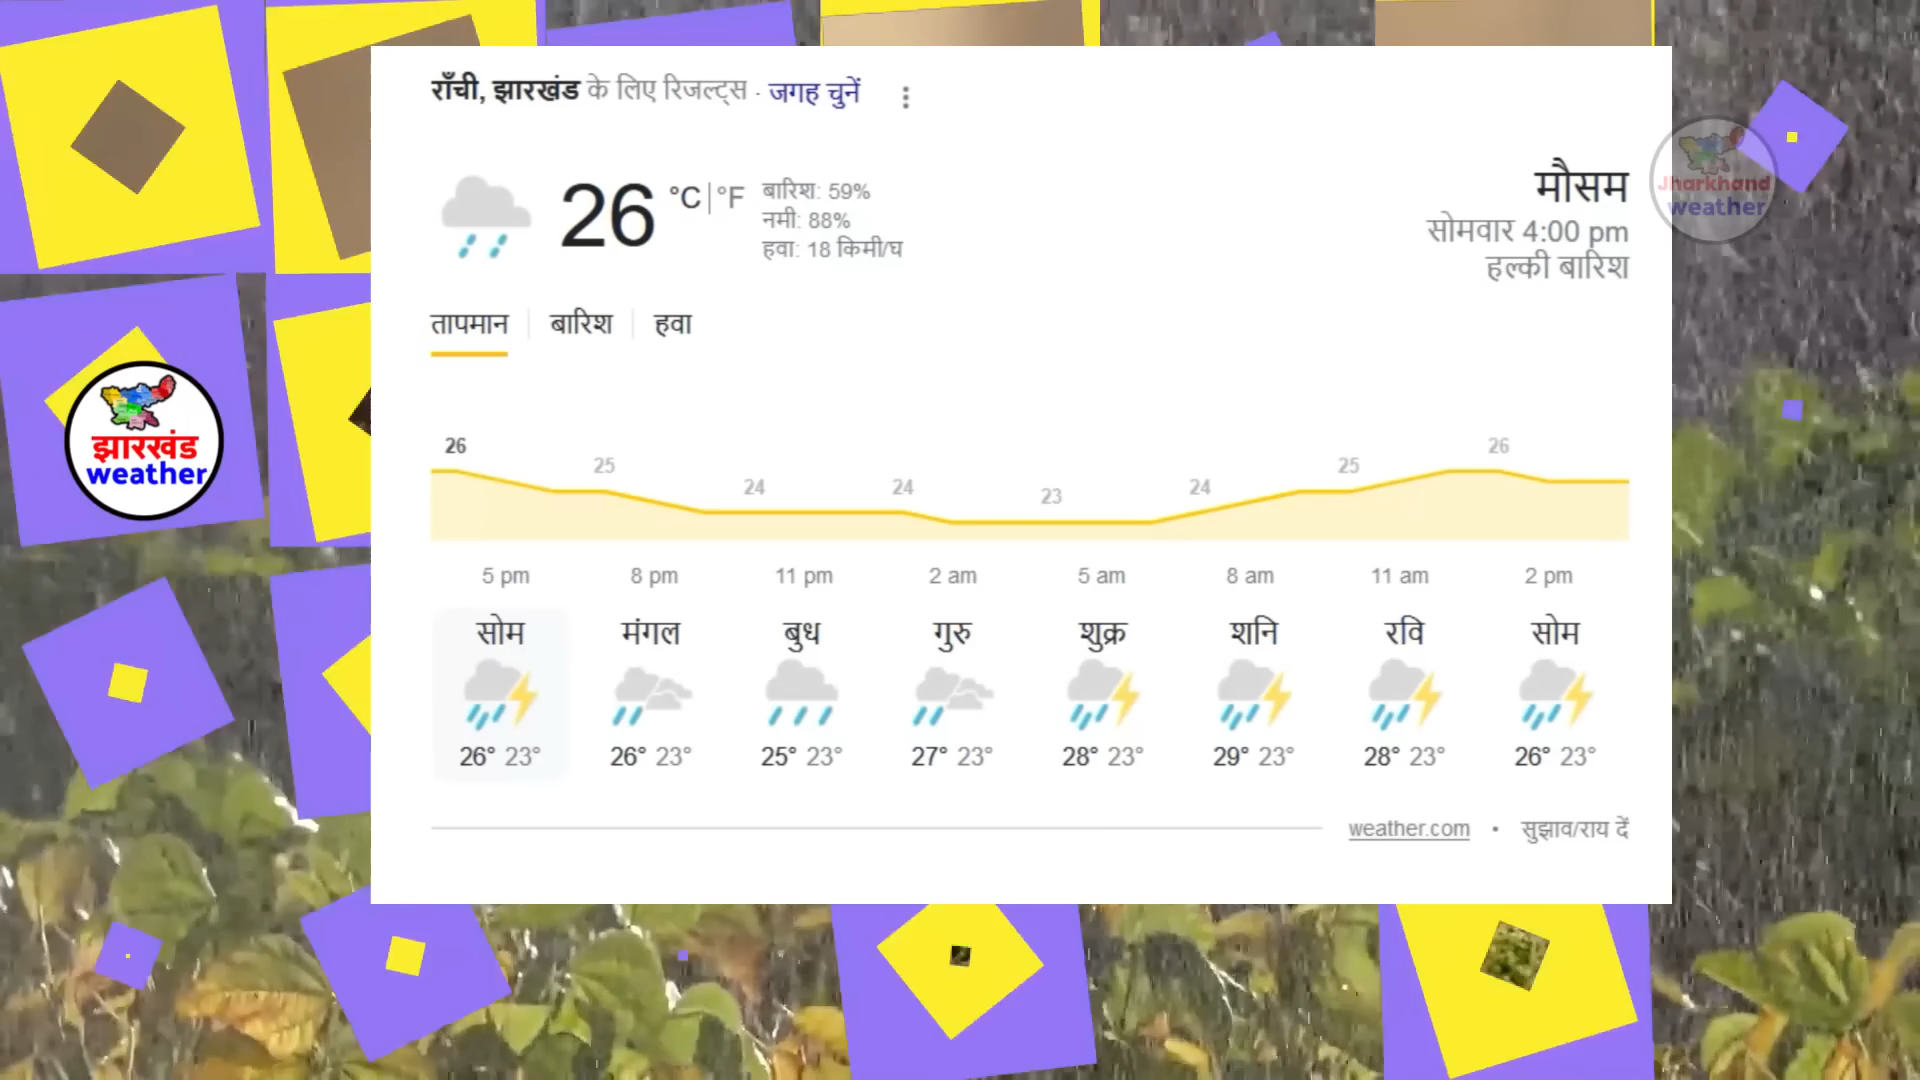 राँची, झारखंड के लिए रिजल्ट्स · जगह चुनें
26 °C | °F
बारिश: 59%
नमी: 88%
हवा: 18 किमी/घ
मौसम
सोमवार 4:00 pm
हल्की बारिश
Jharkhand
weather
तापमान | बारिश | हवा
झारखंड
weather
26 25 24 24 23 24 25 26
5 pm 8 pm 11 pm 2 am 5 am 8 am 11 am 2 pm
सोम मंगल बुध गुरु शुक्र शनि रवि सोम
26° 23° 26° 23° 25° 23° 27° 23° 28° 23° 29° 23° 28° 23° 26° 23°
weather.com • सुझाव/राय दें